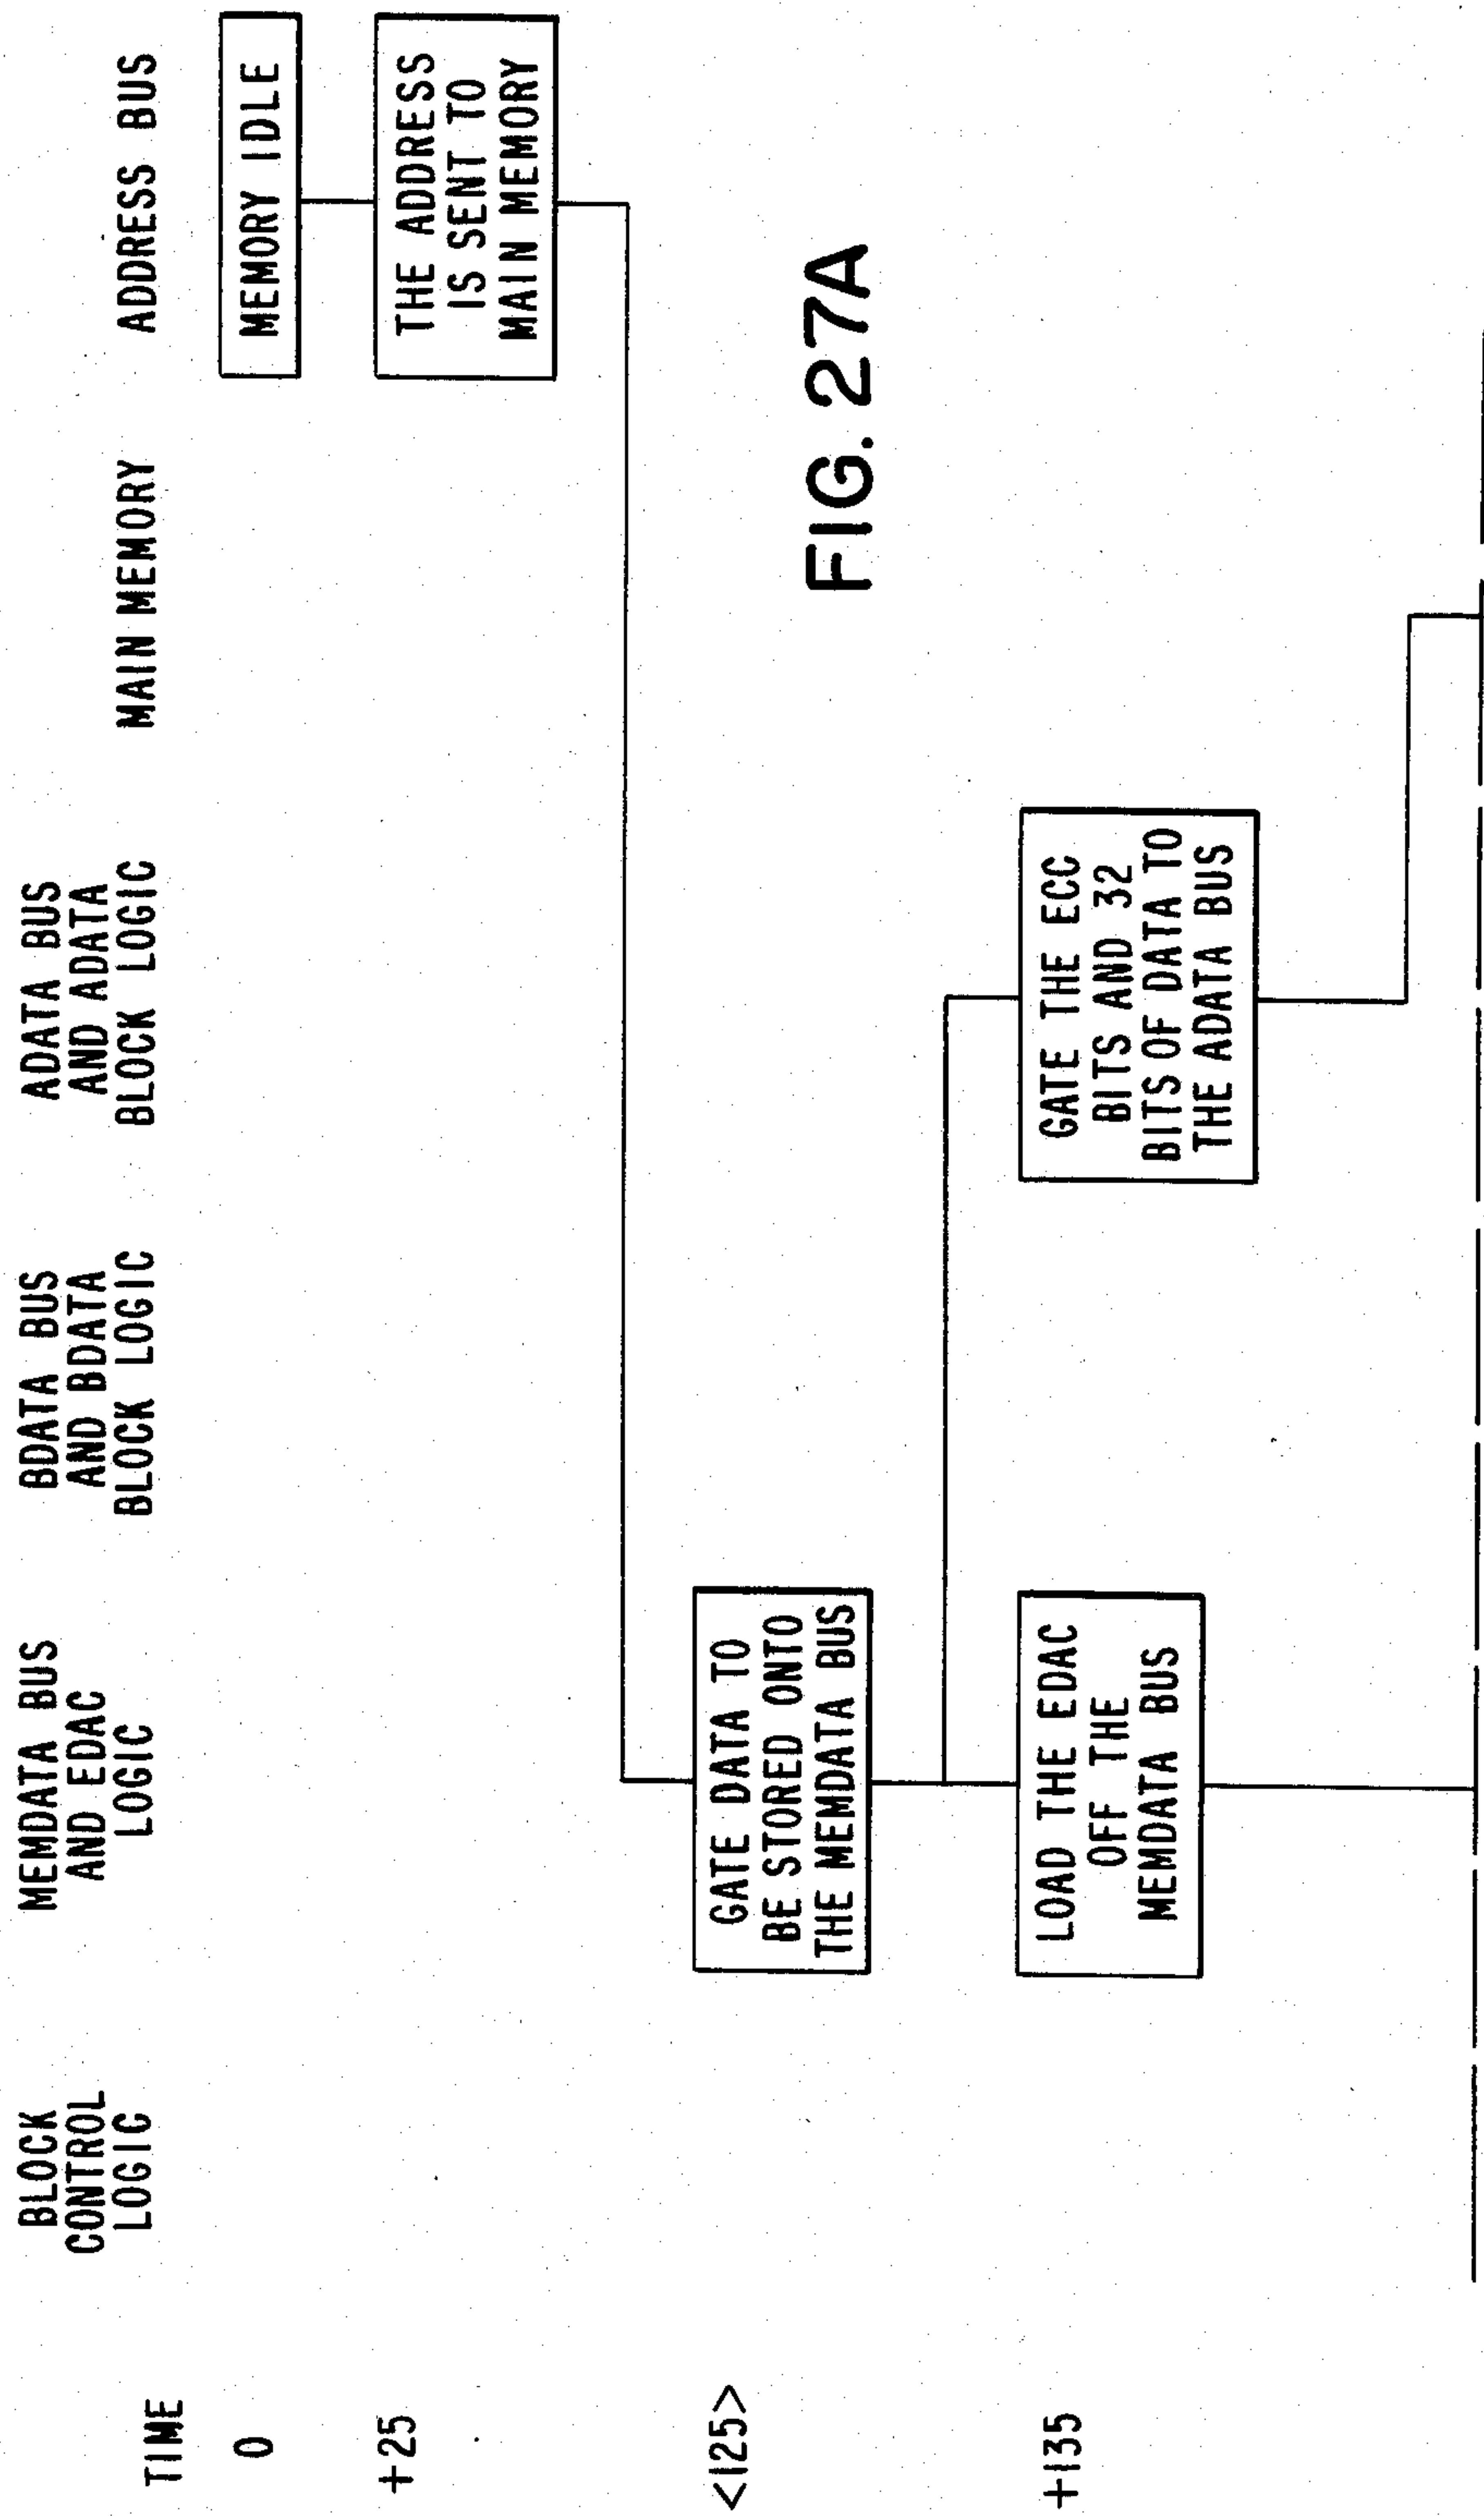 TIME
BLOCK
CONTROL
LOGIC
MEMDATA BUS
AND EDAC
LOGIC
BDATA BUS
AND BDATA
BLOCK LOGIC
ADATA BUS
AND ADATA
BLOCK LOGIC
MAIN MEMORY
ADDRESS BUS
0
MEMORY IDLE
+25
THE ADDRESS
IS SENT TO
MAIN MEMORY
<125>
GATE DATA TO
BE STORED ONTO
THE MEMDATA BUS
FIG. 27A
+135
LOAD THE EDAC
OFF THE
MEMDATA BUS
GATE THE ECC
BITS AND 32
BITS OF DATA TO
THE ADATA BUS